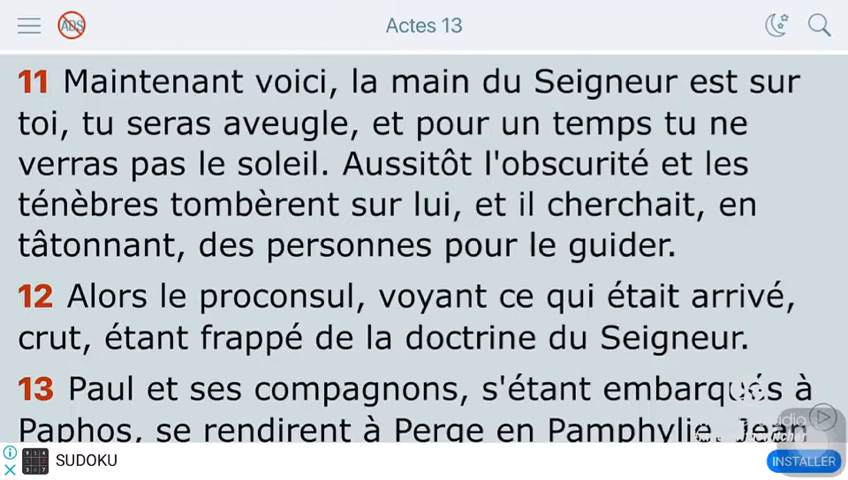 ADS
Actes 13
11 Maintenant voici, la main du Seigneur est sur
toi, tu seras aveugle, et pour un temps tu ne
verras pas le soleil. Aussitôt l'obscurité et les
ténèbres tombèrent sur lui, et il cherchait, en
tâtonnant, des personnes pour le guider.
12 Alors le proconsul, voyant ce qui était arrivé,
crut, étant frappé de la doctrine du Seigneur.
13 Paul et ses compagnons, s'étant embarqués à
Paphos, se rendirent à Perge en Pamphylie. Jean
SUDOKU
INSTALLER